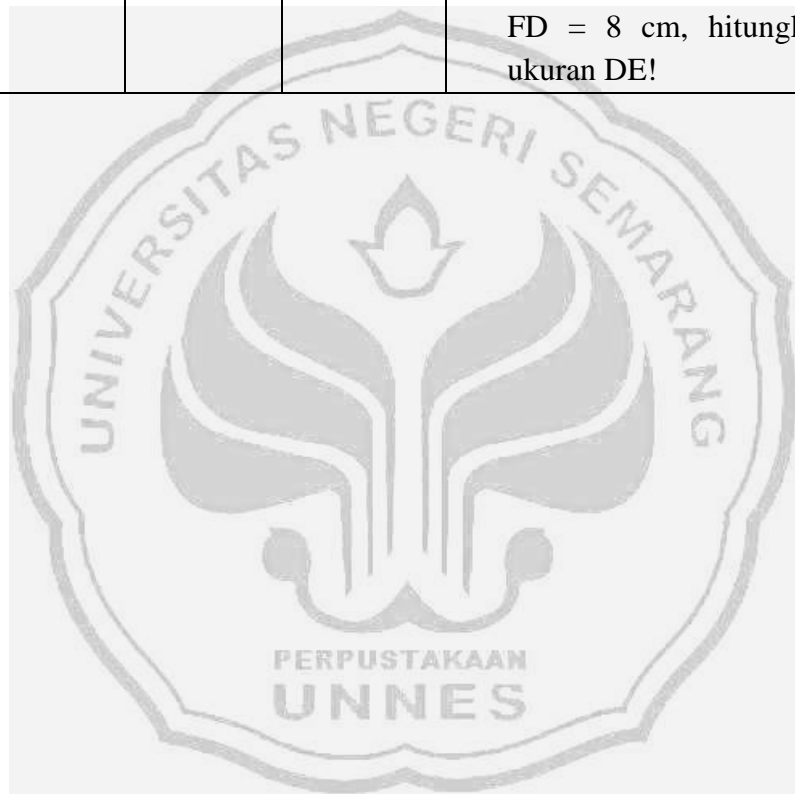 FD = 8 cm, hitungl
ukuran DE!
UNIVERSITAS NEGERI SEMARANG
PERPUSTAKAAN
UNNES